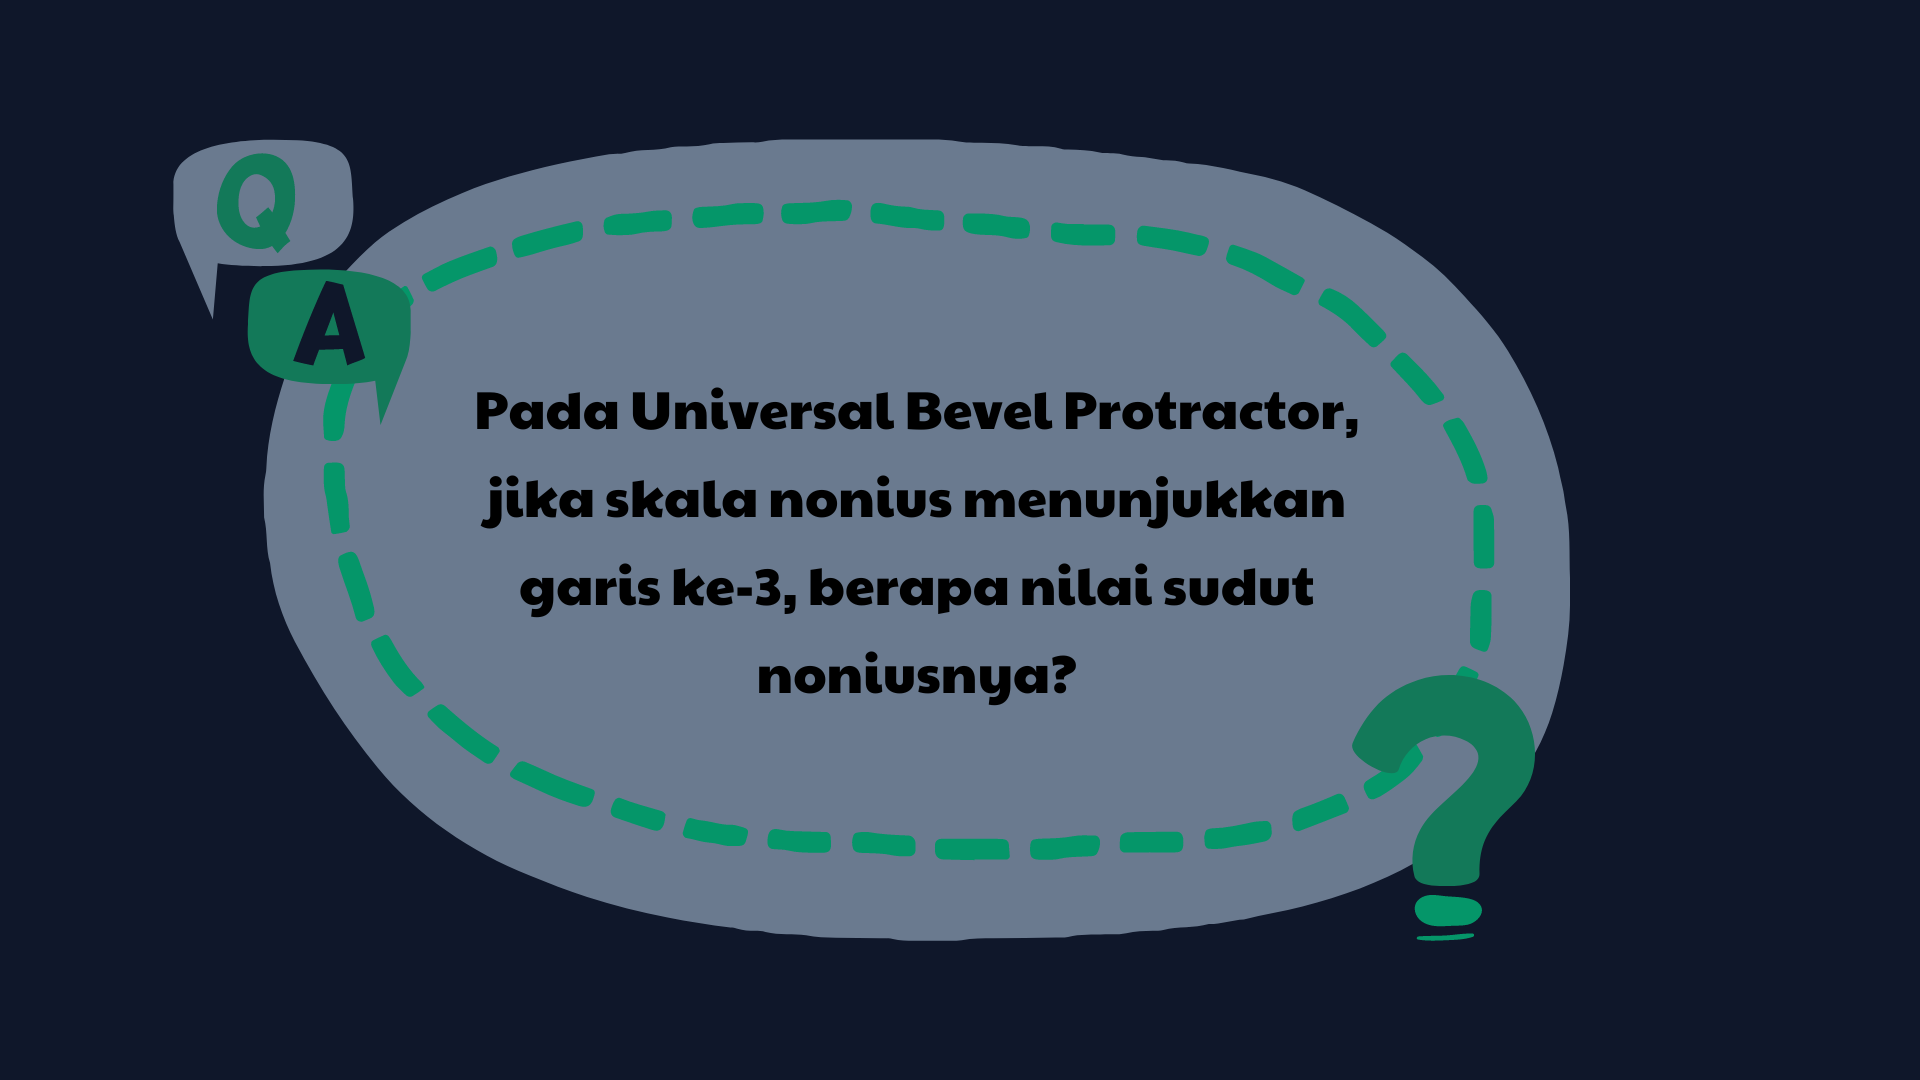 Q
A
Pada Universal Bevel Protractor,
jika skala nonius menunjukkan
garis ke-3, berapa nilai sudut
noniusnya?
?